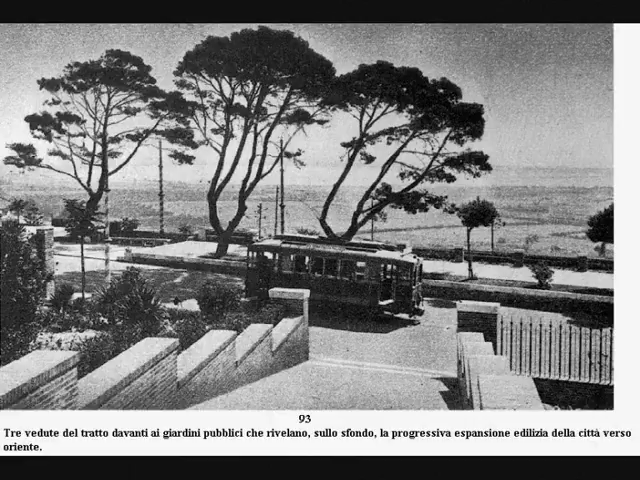 93
Tre vedute del tratto davanti ai giardini pubblici che rivelano, sullo sfondo, la progressiva espansione edilizia della città verso
oriente.